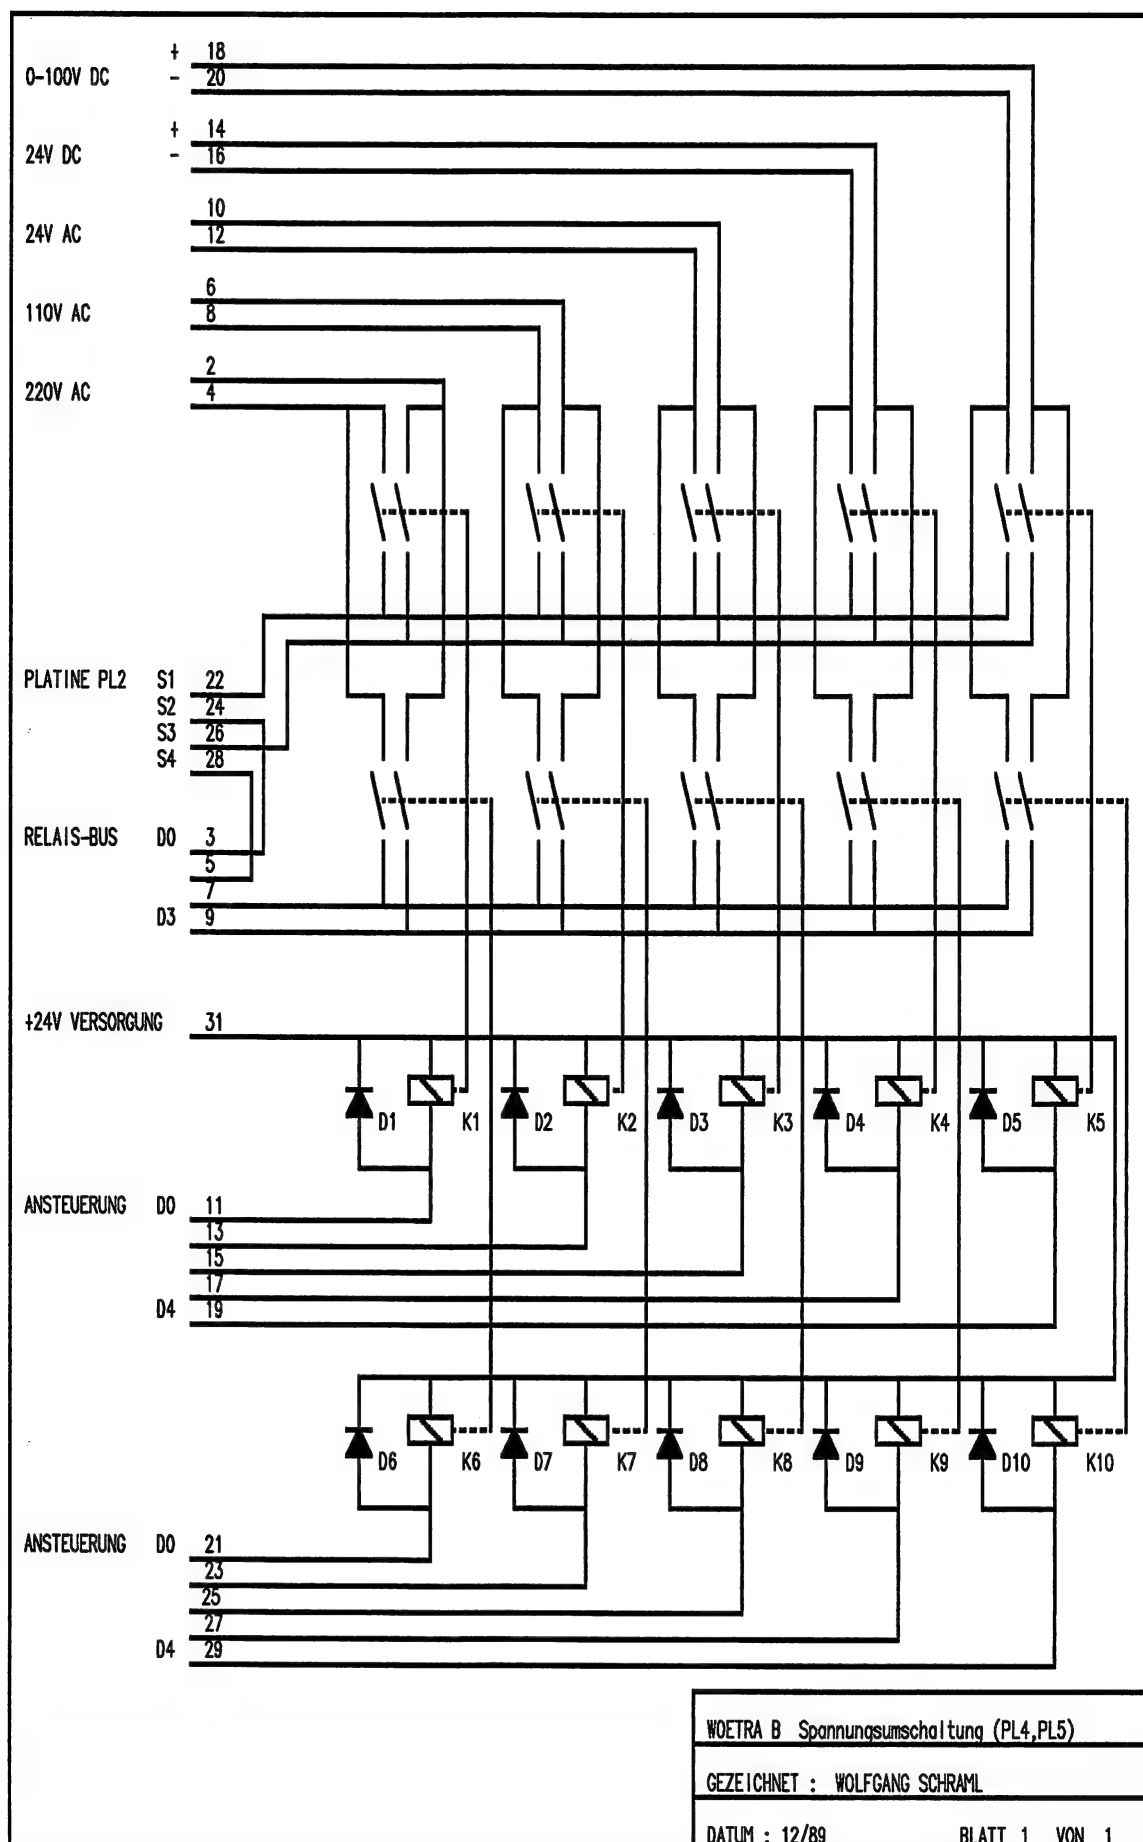 + 18
0-100V DC - 20
+ 14
24V DC - 16
10
24V AC 12
6
110V AC 8
2
220V AC 4
PLATINE PL2 S1 22
S2 24
S3 26
S4 28
RELAIS-BUS D0 3
5
7
D3 9
+24V VERSORGUNG 31
D1 K1 D2 K2 D3 K3 D4 K4 D5 K5
ANSTEUERUNG D0 11
13
15
17
D4 19
D6 K6 D7 K7 D8 K8 D9 K9 D10 K10
ANSTEUERUNG D0 21
23
25
27
D4 29
WOETRA B Spannungsumschaltung (PL4,PL5)
GEZEICHNET : WOLFGANG SCHRAML
DATUM : 12/89 BLATT 1 VON 1